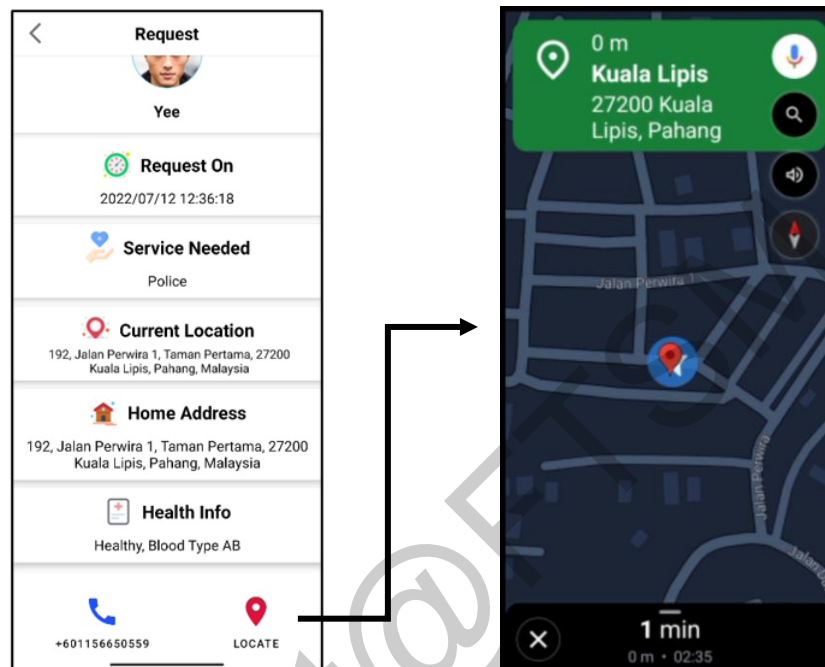 Request
Yee
Request On
2022/07/12 12:36:18
Service Needed
Police
Current Location
192, Jalan Perwira 1, Taman Pertama, 27200
Kuala Lipis, Pahang, Malaysia
Home Address
192, Jalan Perwira 1, Taman Pertama, 27200
Kuala Lipis, Pahang, Malaysia
Health Info
Healthy, Blood Type AB
+601156650559
LOCATE
0 m
Kuala Lipis
27200 Kuala
Lipis, Pahang
Jalan Perwira 1
Jalan Perwira
Jalan
1 min
0 m • 02:35
@FTSM